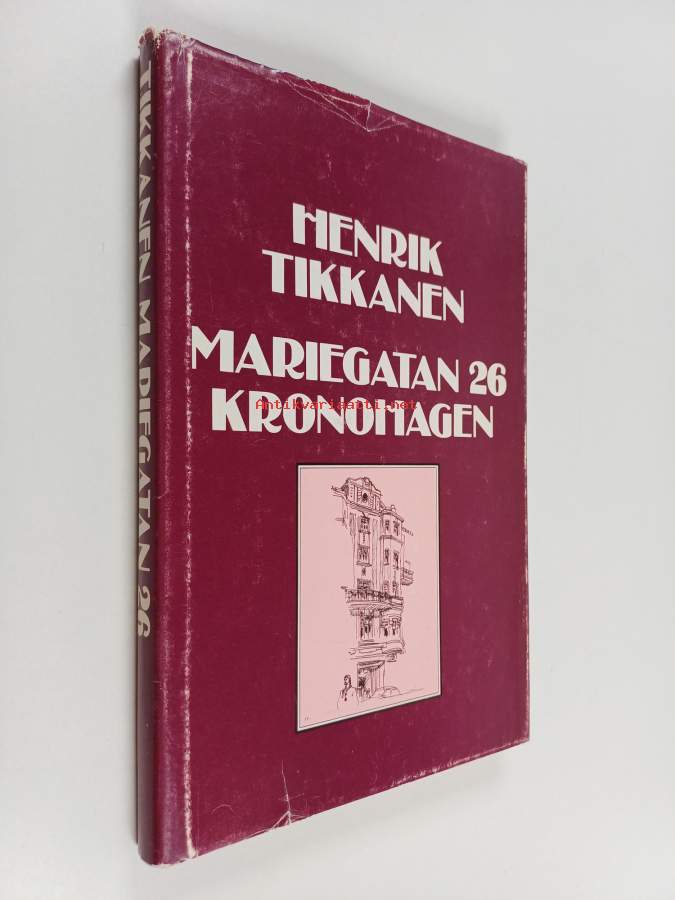 HENRIK
TIKKANEN
MARIEGATAN 26
KRONOHAGEN
Antikvariaatti.net
TIKKANEN MARIEGATAN 26